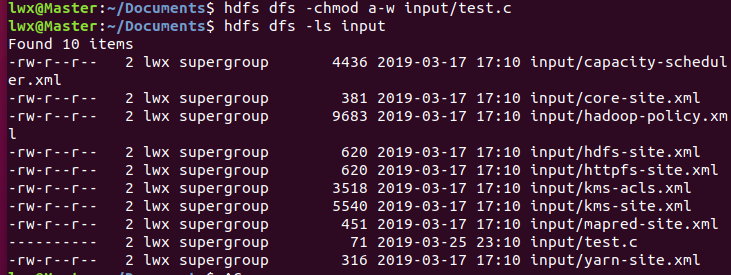 lwx@Master:~/Documents$ hdfs dfs -chmod a-w input/test.c
lwx@Master:~/Documents$ hdfs dfs -ls input
Found 10 items
-rw-r--r--   2 lwx supergroup       4436 2019-03-17 17:10 input/capacity-schedul
er.xml
-rw-r--r--   2 lwx supergroup        381 2019-03-17 17:10 input/core-site.xml
-rw-r--r--   2 lwx supergroup       9683 2019-03-17 17:10 input/hadoop-policy.xm
l
-rw-r--r--   2 lwx supergroup        620 2019-03-17 17:10 input/hdfs-site.xml
-rw-r--r--   2 lwx supergroup        620 2019-03-17 17:10 input/httpfs-site.xml
-rw-r--r--   2 lwx supergroup       3518 2019-03-17 17:10 input/kms-acls.xml
-rw-r--r--   2 lwx supergroup       5540 2019-03-17 17:10 input/kms-site.xml
-rw-r--r--   2 lwx supergroup        451 2019-03-17 17:10 input/mapred-site.xml
----------   2 lwx supergroup         71 2019-03-25 23:10 input/test.c
-rw-r--r--   2 lwx supergroup        316 2019-03-17 17:10 input/yarn-site.xml